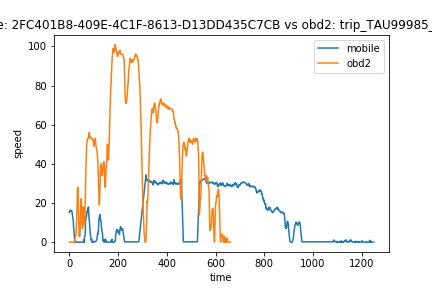 e: 2FC401B8-409E-4C1F-8613-D13DD435C7CB vs obd2: trip_TAU99985_
mobile
obd2
100
80
60
40
20
0
speed
0 200 400 600 800 1000 1200
time